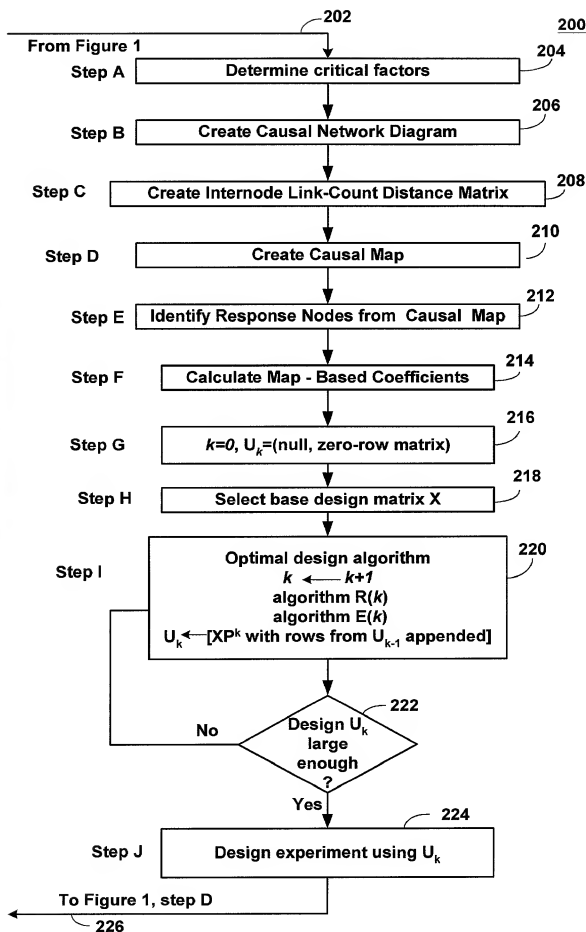 202
200
From Figure 1
204
Step A
Determine critical factors
206
Step B
Create Causal Network Diagram
Step C
Create Internode Link-Count Distance Matrix
208
210
Step D
Create Causal Map
212
Step E
Identify Response Nodes from Causal Map
Step F
Calculate Map - Based Coefficients
214
216
Step G
k=0, Uk=(null, zero-row matrix)
218
Step H
Select base design matrix X
220
Step I
Optimal design algorithm
k ← k+1
algorithm R(k)
algorithm E(k)
Uk←[XP^k with rows from Uk-1 appended]
222
No
Design Uk
large
enough
?
Yes
224
Step J
Design experiment using Uk
To Figure 1, step D
226